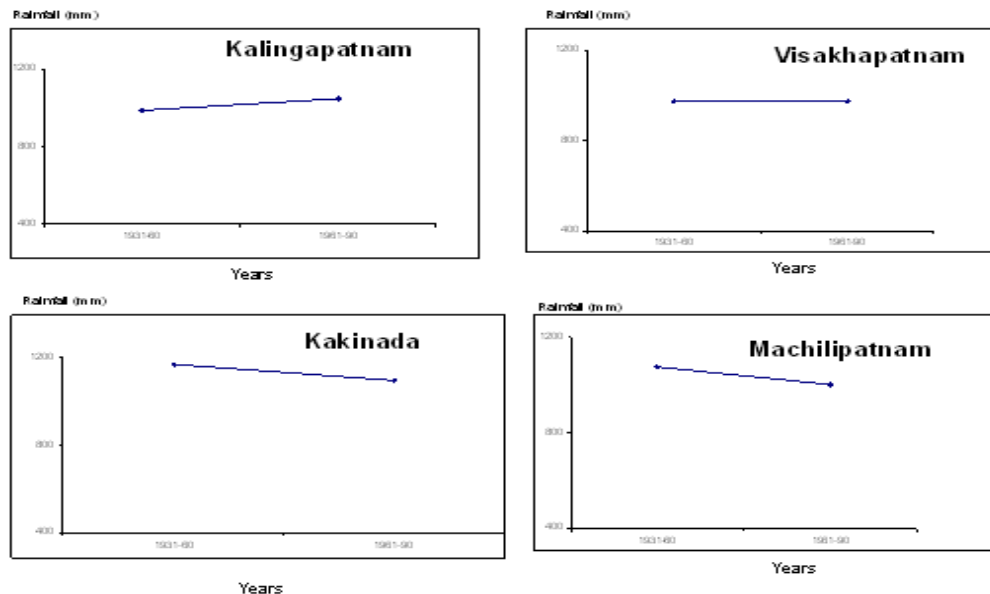 Rainfall (mm)
Kalingapatnam
1200
800
400
1931-60
1961-90
Years
Rainfall (mm)
Visakhapatnam
1200
800
400
1931-60
1961-90
Years
Rainfall (mm)
Kakinada
1200
800
400
1931-60
1961-90
Years
Rainfall (mm)
Machilipatnam
1200
800
400
1931-60
1961-90
Years